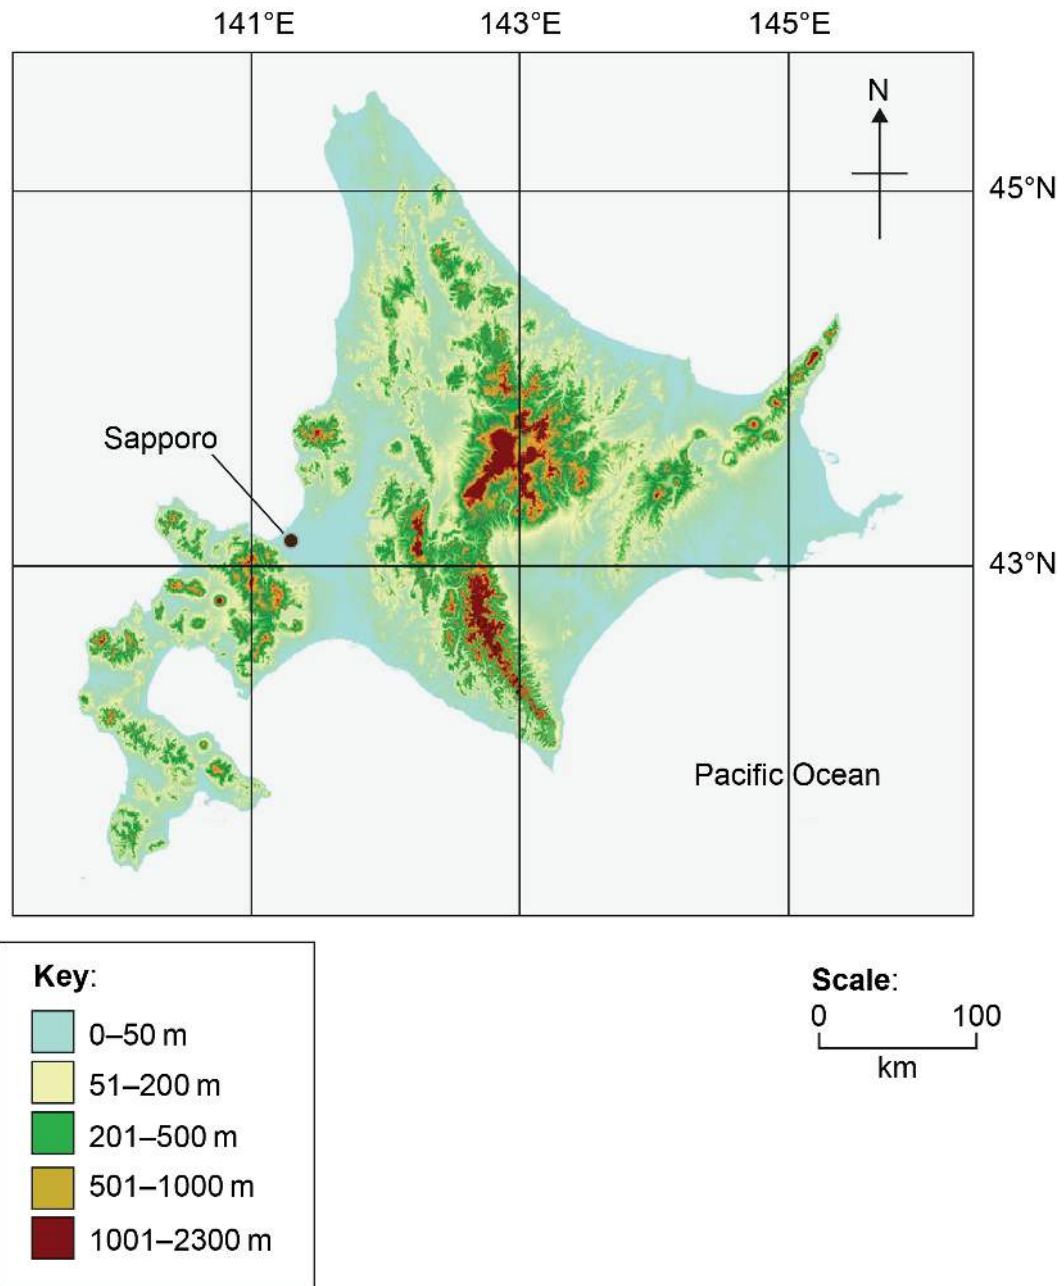 141°E 143°E 145°E
N
45°N
Sapporo
43°N
Pacific Ocean
Key:
0–50 m
51–200 m
201–500 m
501–1000 m
1001–2300 m
Scale:
0 100
km